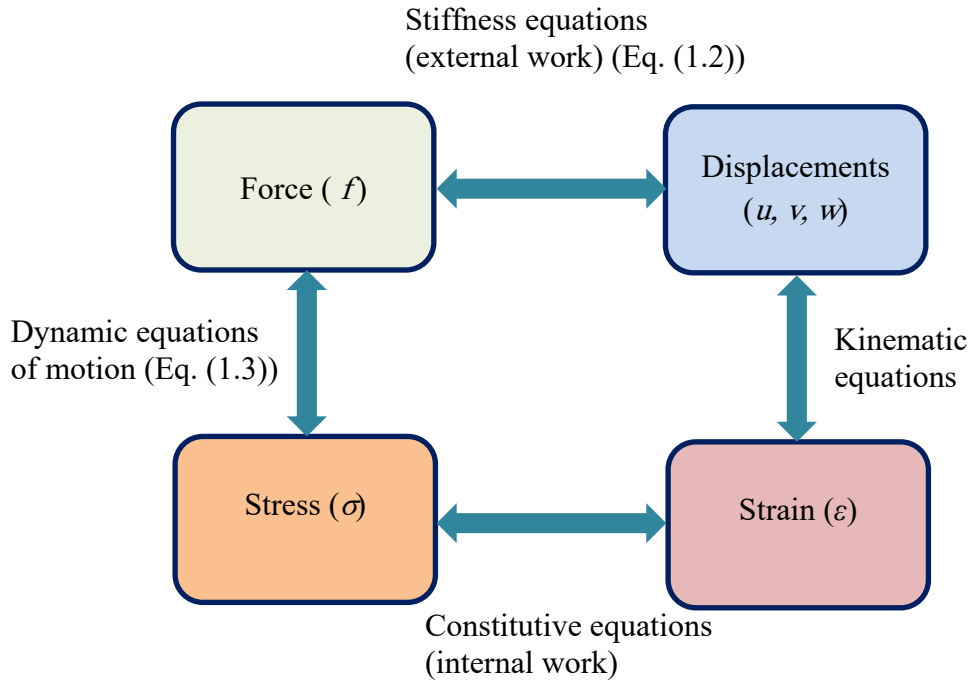 Stiffness equations
(external work) (Eq. (1.2))
Force ( f)
Displacements
(u, v, w)
Dynamic equations
of motion (Eq. (1.3))
Kinematic
equations
Stress (σ)
Strain (ε)
Constitutive equations
(internal work)